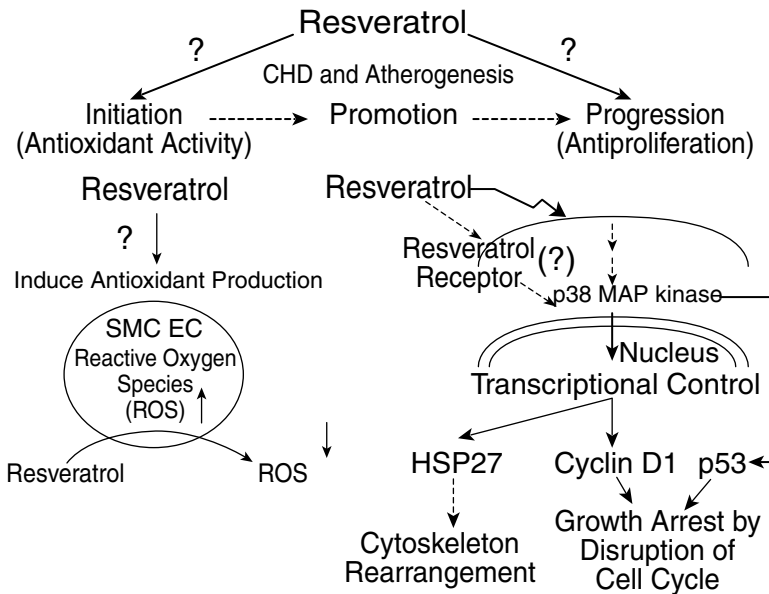 Resveratrol
? ?
CHD and Atherogenesis
Initiation Promotion Progression
(Antioxidant Activity) (Antiproliferation)
Resveratrol
?
Induce Antioxidant Production
SMC EC
Reactive Oxygen
Species
(ROS)
Resveratrol ROS
Resveratrol
Resveratrol
Receptor (?)
p38 MAP kinase
Nucleus
Transcriptional Control
HSP27 Cyclin D1 p53
Cytoskeleton
Rearrangement
Growth Arrest by
Disruption of
Cell Cycle